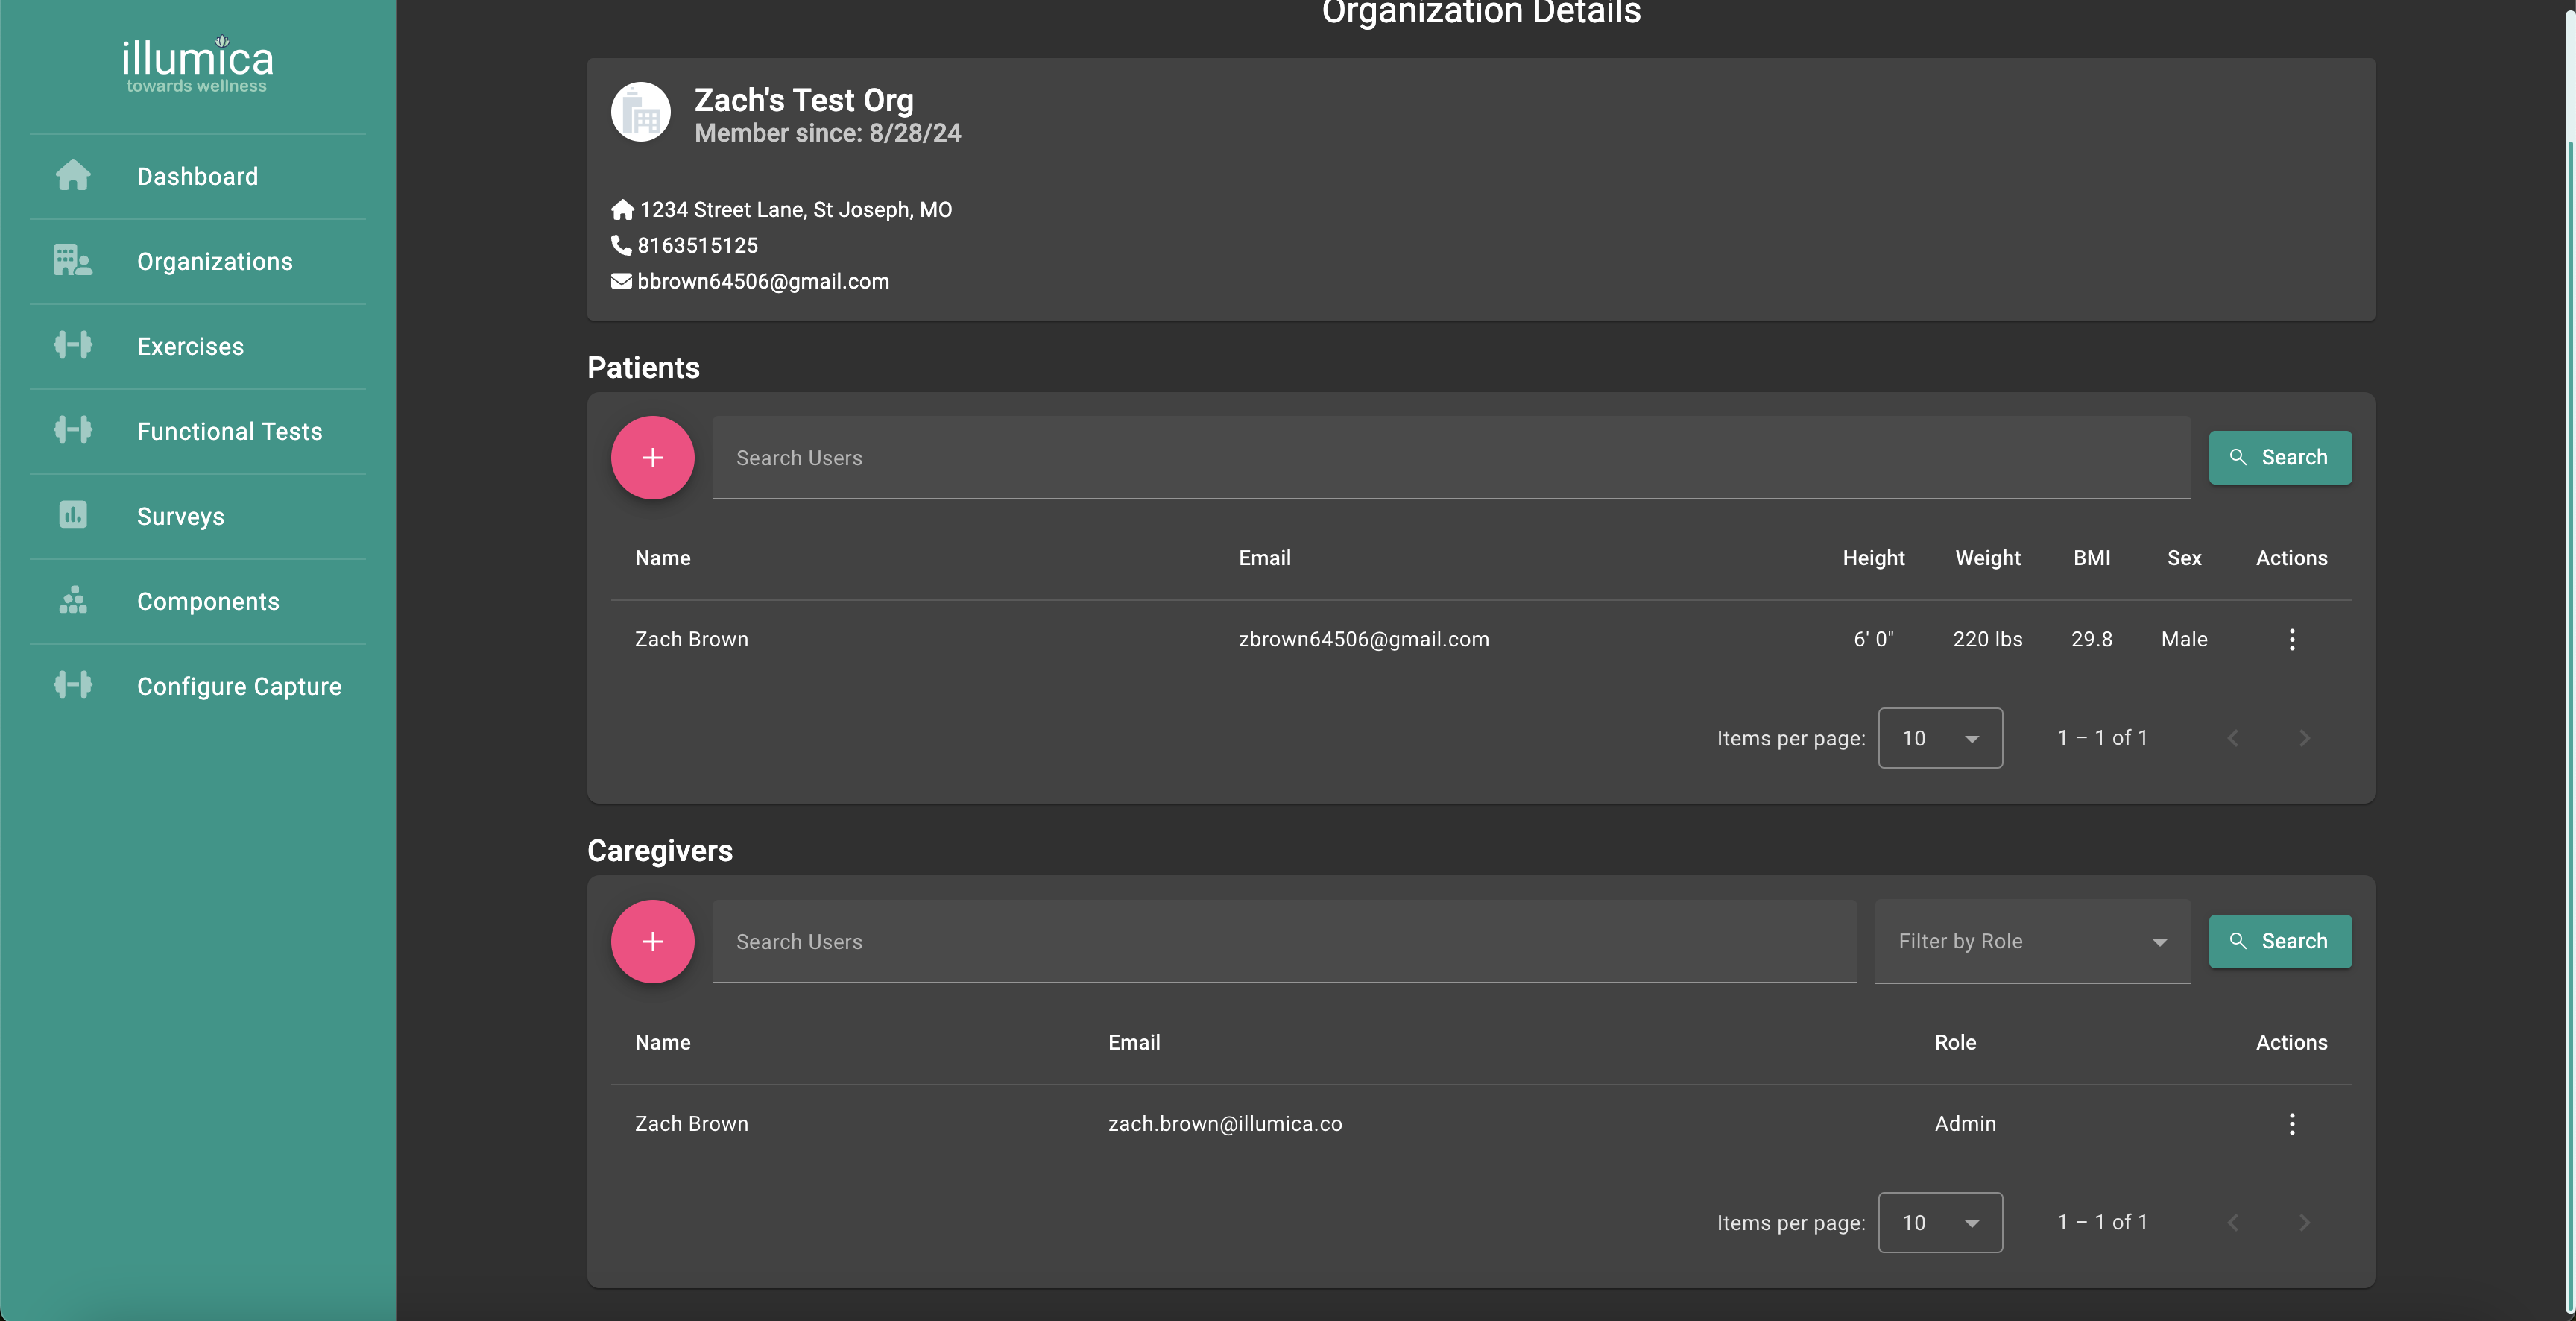 illumica
towards wellness
Dashboard
Organizations
Exercises
Functional Tests
Surveys
Components
Configure Capture
Organization Details
Zach's Test Org
Member since: 8/28/24
1234 Street Lane, St Joseph, MO
8163515125
bbrown64506@gmail.com
Patients
+ Search Users Search
Name Email Height Weight BMI Sex Actions
Zach Brown zbrown64506@gmail.com 6' 0" 220 lbs 29.8 Male
Items per page: 10 1 – 1 of 1
Caregivers
+ Search Users Filter by Role Search
Name Email Role Actions
Zach Brown zach.brown@illumica.co Admin
Items per page: 10 1 – 1 of 1